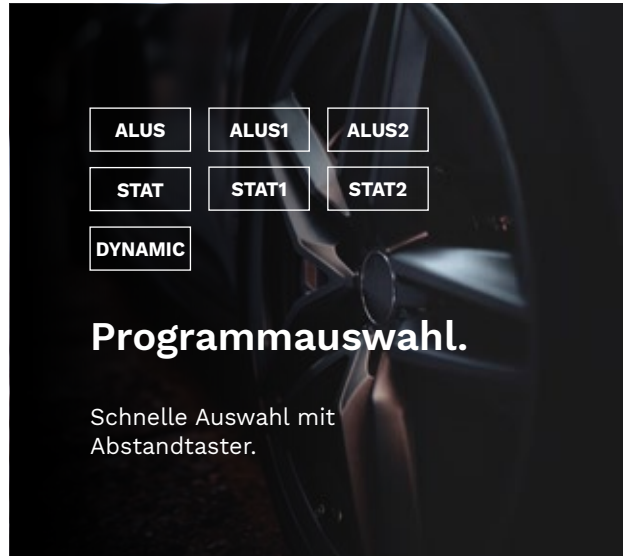 ALUS ALUS1 ALUS2
STAT STAT1 STAT2
DYNAMIC
Programmauswahl.
Schnelle Auswahl mit
Abstandtaster.